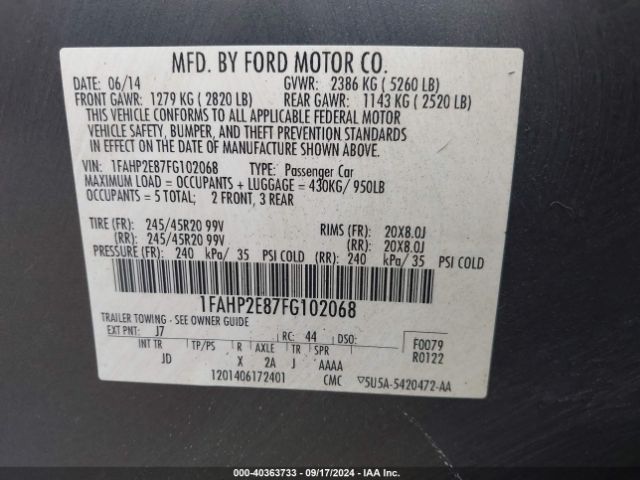 MFD. BY FORD MOTOR CO.
DATE: 06/14 GVWR: 2386 KG ( 5260 LB)
FRONT GAWR: 1279 KG ( 2820 LB) REAR GAWR: 1143 KG ( 2520 LB)
THIS VEHICLE CONFORMS TO ALL APPLICABLE FEDERAL MOTOR
VEHICLE SAFETY, BUMPER, AND THEFT PREVENTION STANDARDS
IN EFFECT ON THE DATE OF MANUFACTURE SHOWN ABOVE.
VIN: 1FAHP2E87FG102068 TYPE: Passenger Car
MAXIMUM LOAD = OCCUPANTS + LUGGAGE = 430KG/ 950LB
OCCUPANTS = 5 TOTAL; 2 FRONT, 3 REAR
TIRE (FR): 245/45R20 99V RIMS (FR): 20X8.0J
(RR): 245/45R20 99V (RR): 20X8.0J
PRESSURE (FR): 240 kPa/ 35 PSI COLD (RR): 240 kPa/ 35 PSI COLD
1FAHP2E87FG102068
TRAILER TOWING - SEE OWNER GUIDE
EXT PNT: J7 RC: 44 DSO: F0079
INT TR TP/PS R AXLE TR SPR R0122
JD X 2A J AAAA
1201406172401 CMC ▽5U5A-5420472-AA
000-40363733 - 09/17/2024 - IAA Inc.